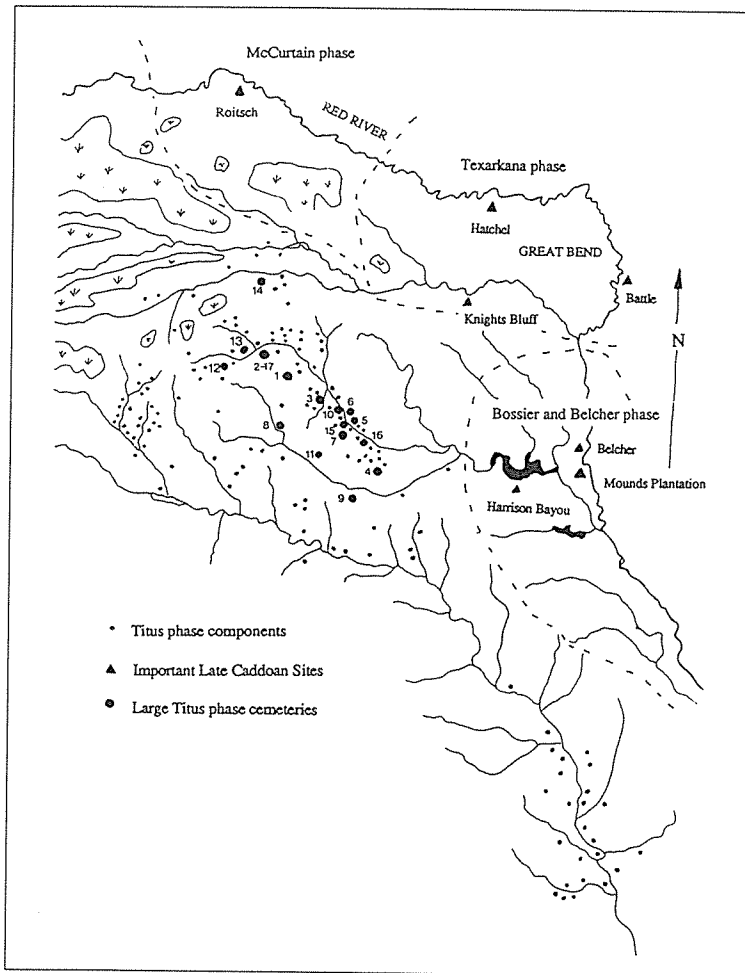 McCurtain phase
Roitsch
RED RIVER
Texarkana phase
Hatchel
GREAT BEND
Battle
Knights Bluff
N
14
13
2-17
12
1
3
10
6
5
15
7
16
8
11
4
9
Bossier and Belcher phase
Belcher
Mounds Plantation
Harrison Bayou
Titus phase components
Important Late Caddoan Sites
Large Titus phase cemeteries